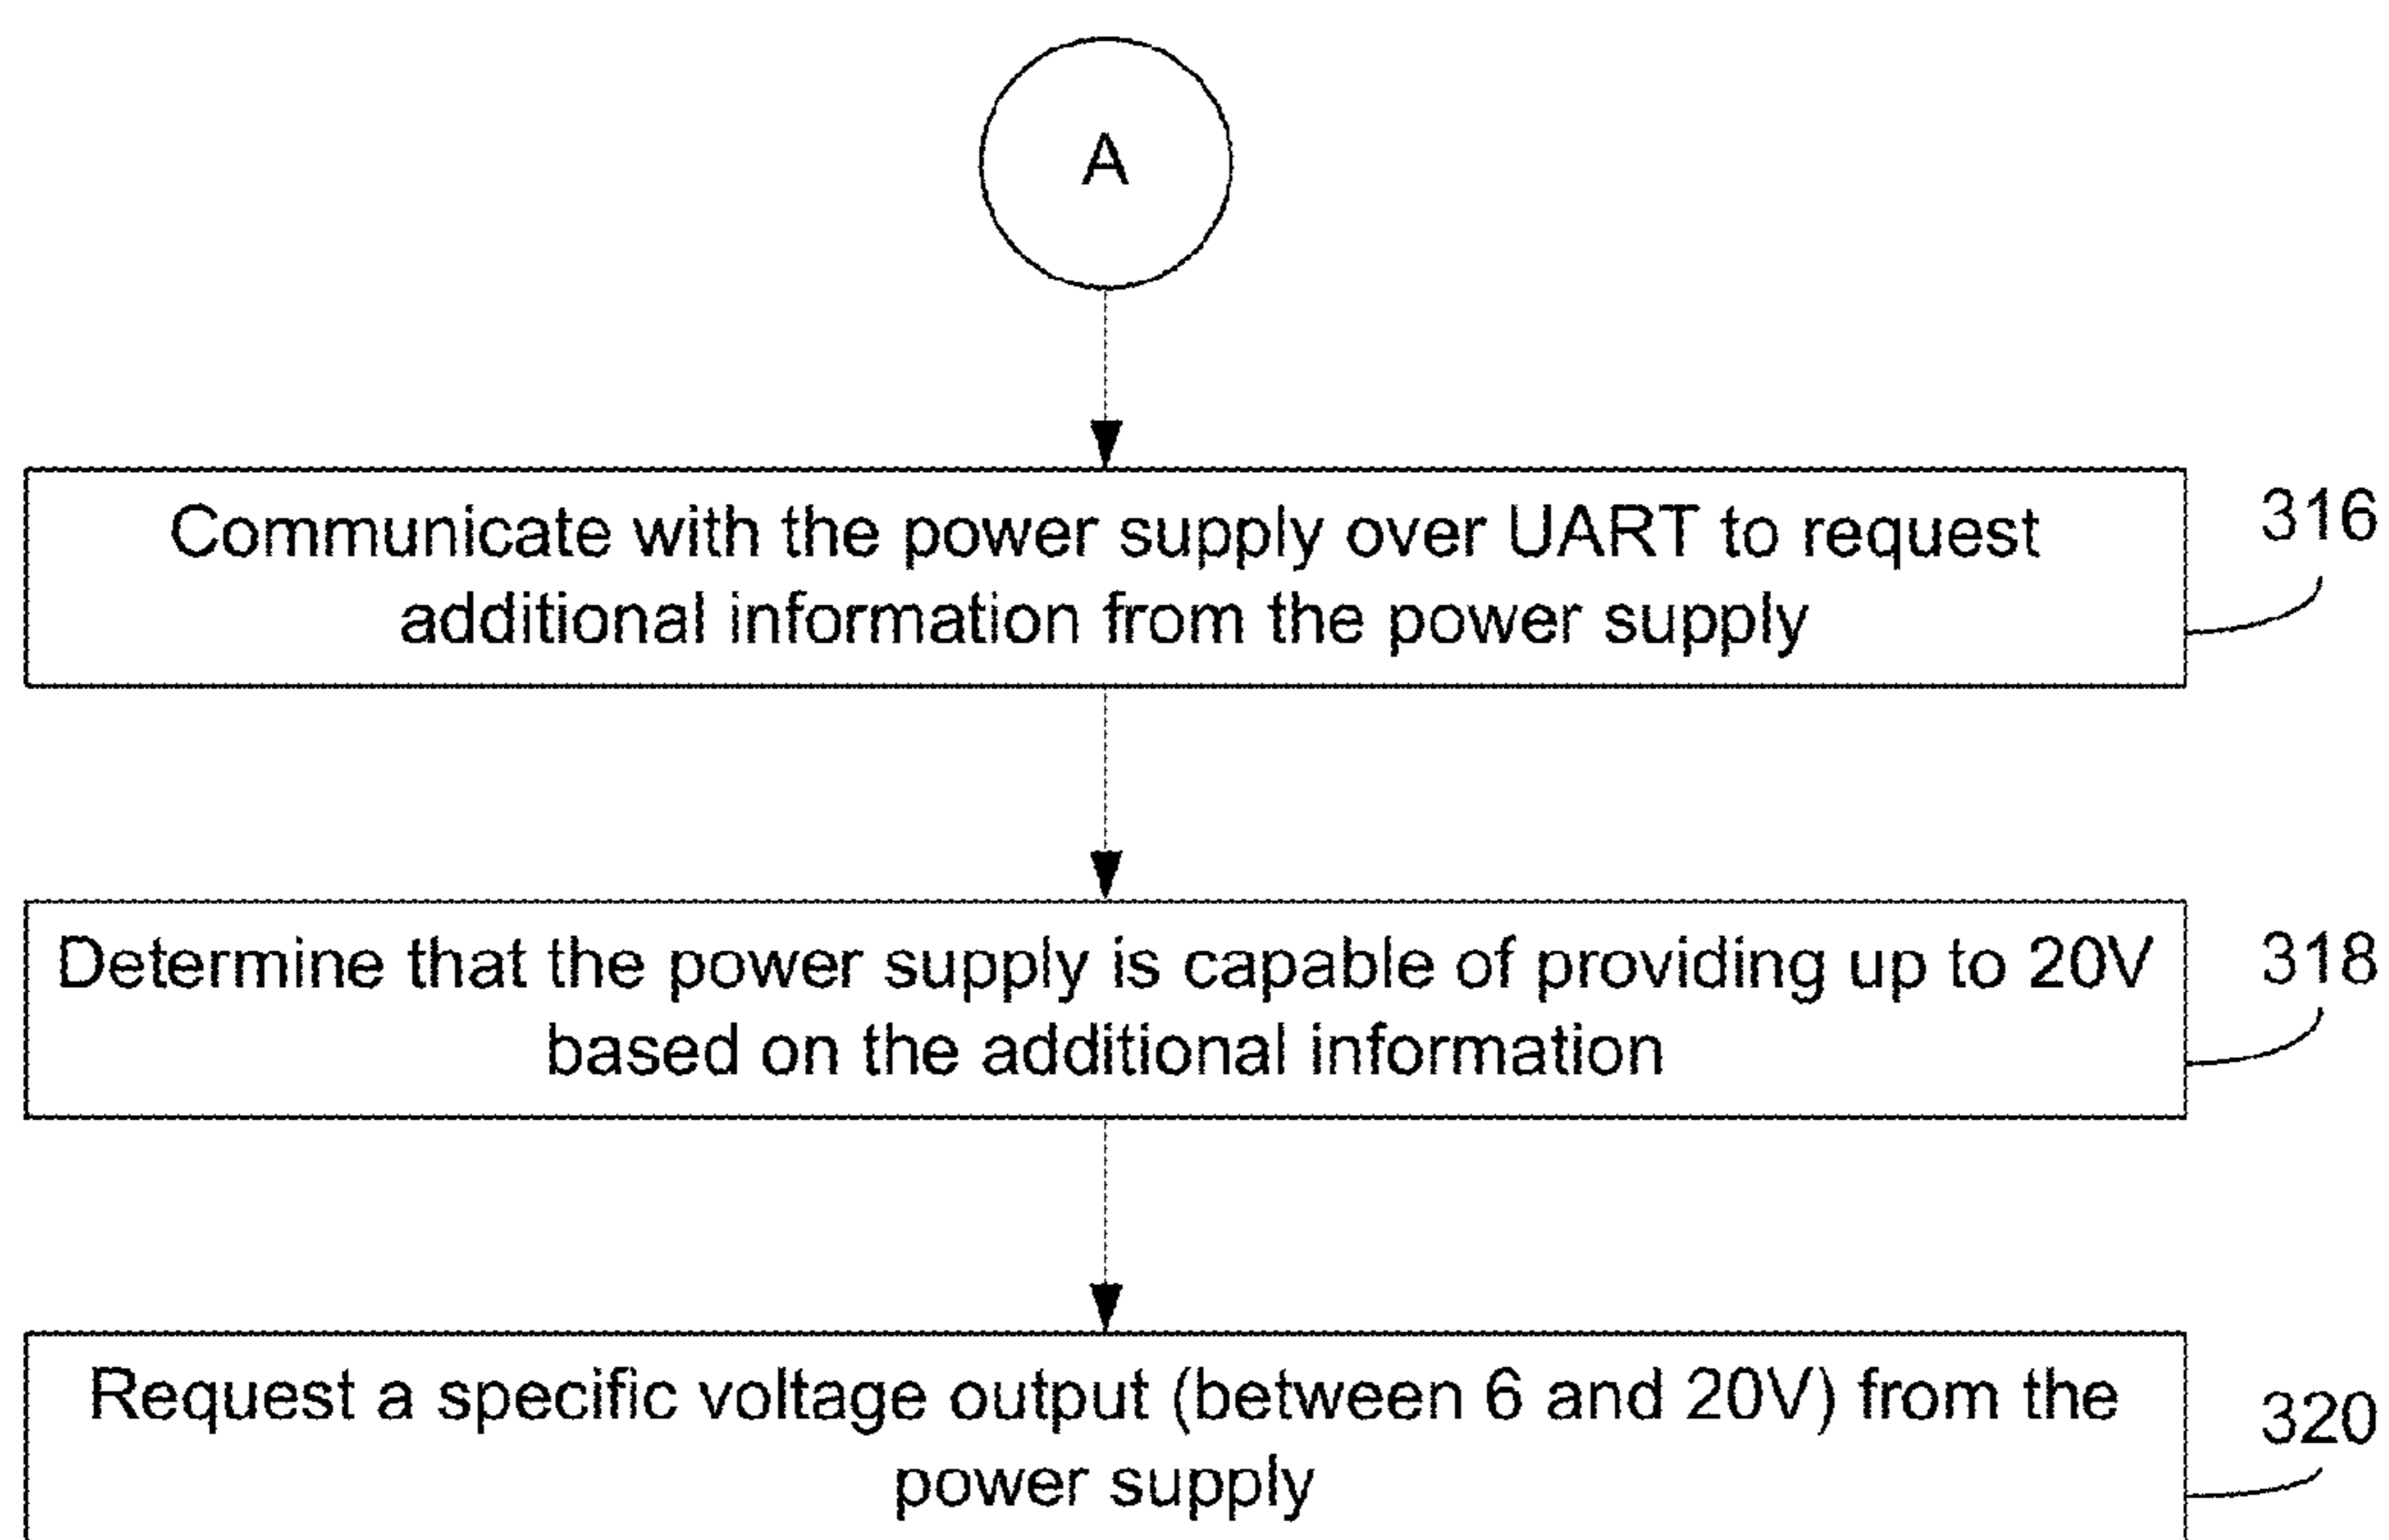 A
Communicate with the power supply over UART to request
additional information from the power supply
316
Determine that the power supply is capable of providing up to 20V
based on the additional information
318
Request a specific voltage output (between 6 and 20V) from the
power supply
320